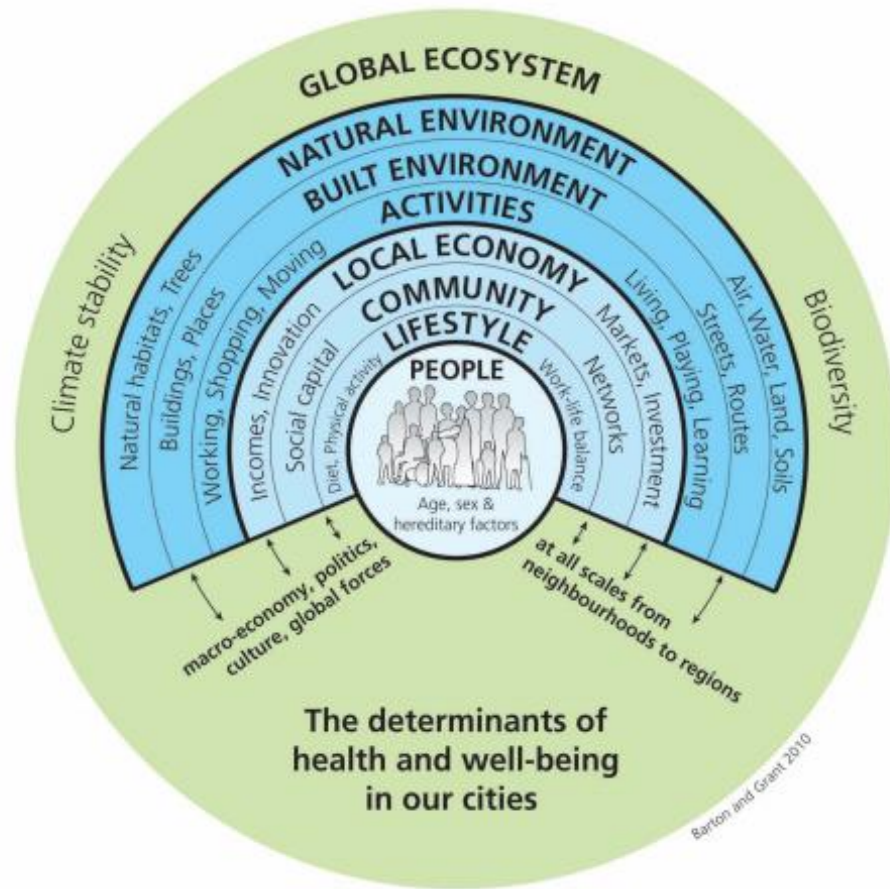 GLOBAL ECOSYSTEM
NATURAL ENVIRONMENT
BUILT ENVIRONMENT
ACTIVITIES
LOCAL ECONOMY
COMMUNITY
LIFESTYLE
PEOPLE
Age, sex &
hereditary factors
Climate stability
Natural habitats, Trees
Buildings, Places
Working, Shopping, Moving
Incomes, Innovation
Social capital
Diet, Physical activity
Work-life balance
Networks
Markets, Investment
Living, Playing, Learning
Streets, Routes
Air, Water, Land, Soils
Biodiversity
macro-economy, politics,
culture, global forces
at all scales from
neighbourhoods to regions
The determinants of
health and well-being
in our cities
Barton and Grant 2010